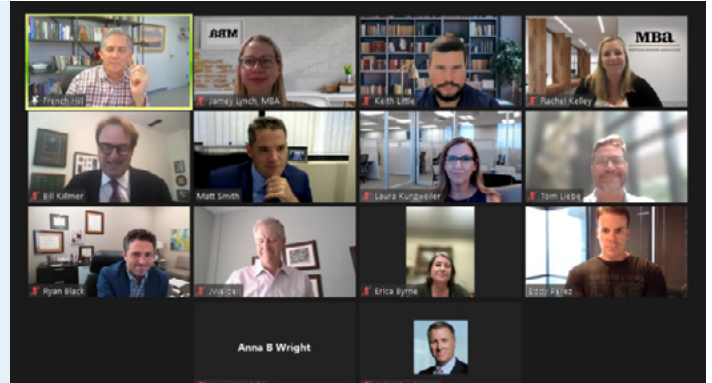 French Hill
MBA
Jamey Lynch, MBA
Keith Little
MBA
Rachel Kelley
Bill Killmer
Matt Smith
Laura Kunzweiler
Tom Liebe
Ryan Black
Erica Byrne
Eddy Perez
Anna B Wright